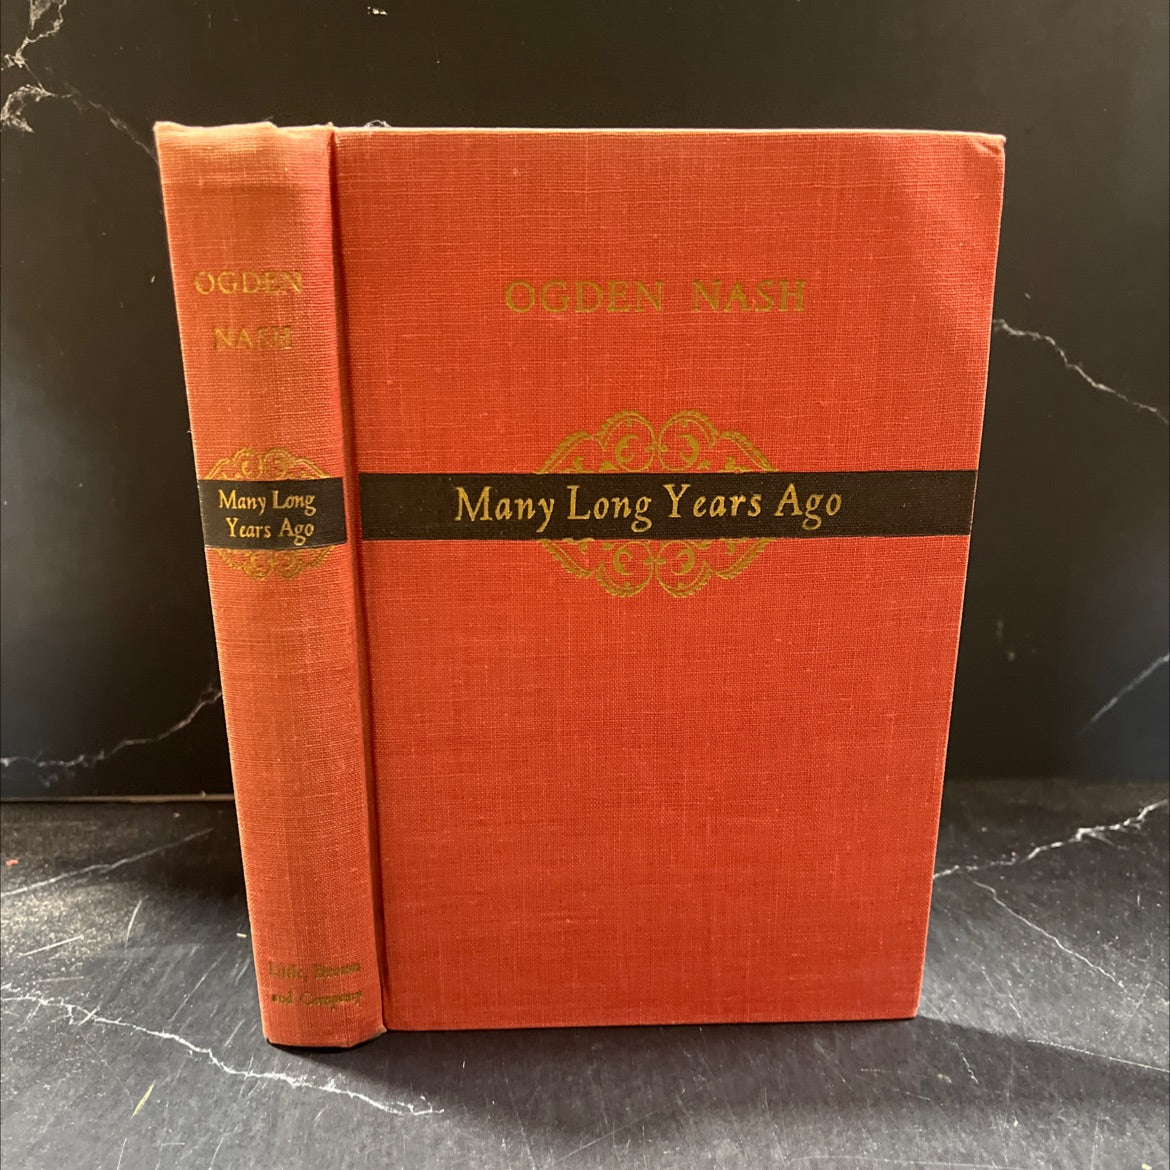 OGDEN
NASH
Many Long
Years Ago
Little, Brown
and Company
OGDEN NASH
Many Long Years Ago